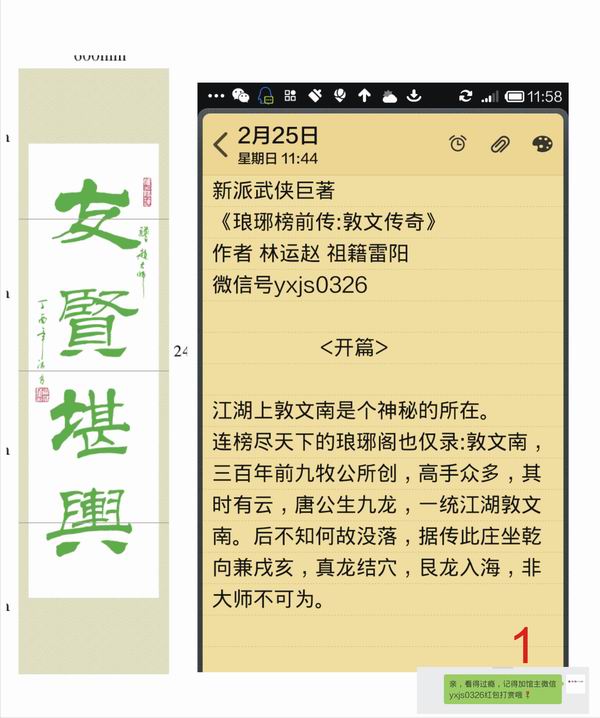 600mm
友
賢
堪
輿
24
11:58
2月25日
星期日 11:44
新派武侠巨著
《琅琊榜前传:敦文传奇》
作者 林运赵 祖籍雷阳
微信号yxjs0326
<开篇>
江湖上敦文南是个神秘的所在。
连榜尽天下的琅琊阁也仅录:敦文南，
三百年前九牧公所创，高手众多，其
时有云，唐公生九龙，一统江湖敦文
南。后不知何故没落，据传此庄坐乾
向兼戌亥，真龙结穴，艮龙入海，非
大师不可为。
1
亲，看得过瘾，记得加馆主微信
yxjs0326红包打赏哦❢